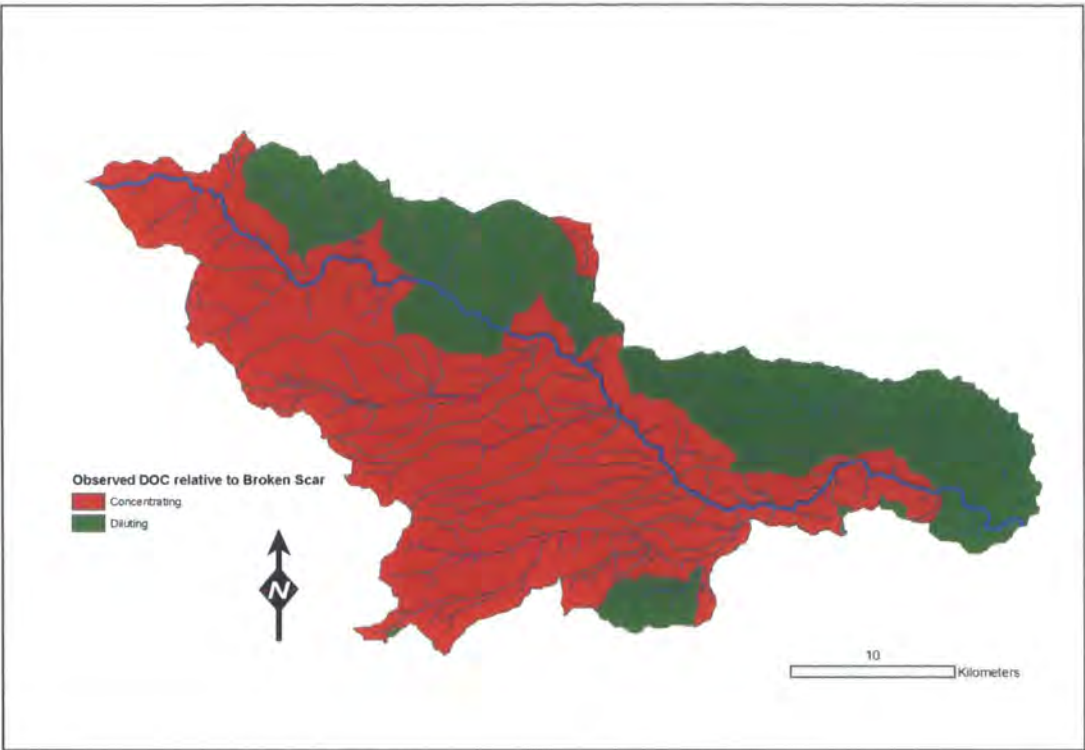 Observed DOC relative to Broken Scar
Concentrating
Diluting
N
10
Kilometers